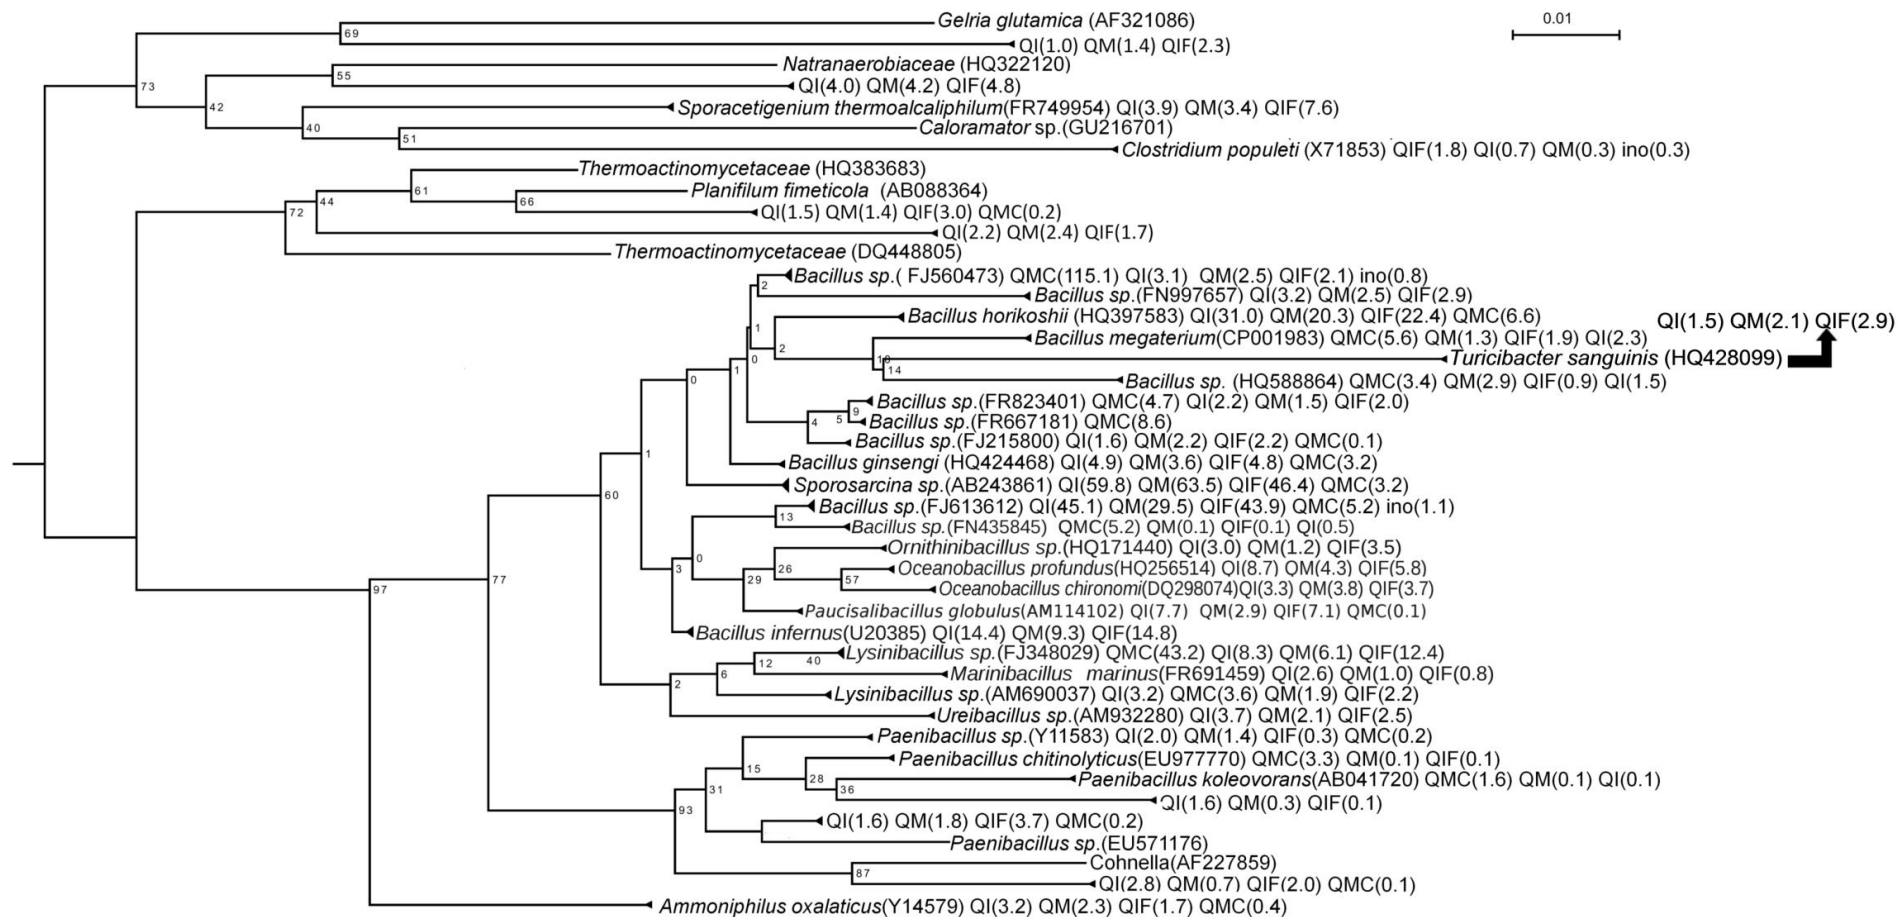 0.01
Gelria glutamica (AF321086)
69
QI(1.0) QM(1.4) QIF(2.3)
Natranaerobiaceae (HQ322120)
55
73
QI(4.0) QM(4.2) QIF(4.8)
42
Sporacetigenium thermoalcaliphilum(FR749954) QI(3.9) QM(3.4) QIF(7.6)
40
Caloramator sp.(GU216701)
51
Clostridium populeti (X71853) QIF(1.8) QI(0.7) QM(0.3) ino(0.3)
Thermoactinomycetaceae (HQ383683)
61
Planifilum fimeticola (AB088364)
44
66
72
QI(1.5) QM(1.4) QIF(3.0) QMC(0.2)
QI(2.2) QM(2.4) QIF(1.7)
Thermoactinomycetaceae (DQ448805)
Bacillus sp.( FJ560473) QMC(115.1) QI(3.1) QM(2.5) QIF(2.1) ino(0.8)
2
Bacillus sp.(FN997657) QI(3.2) QM(2.5) QIF(2.9)
Bacillus horikoshii (HQ397583) QI(31.0) QM(20.3) QIF(22.4) QMC(6.6)
QI(1.5) QM(2.1) QIF(2.9)
1
Bacillus megaterium(CP001983) QMC(5.6) QM(1.3) QIF(1.9) QI(2.3)
2
0
10
Turicibacter sanguinis (HQ428099)
1
14
0
Bacillus sp. (HQ588864) QMC(3.4) QM(2.9) QIF(0.9) QI(1.5)
Bacillus sp.(FR823401) QMC(4.7) QI(2.2) QM(1.5) QIF(2.0)
9
4
5
Bacillus sp.(FR667181) QMC(8.6)
Bacillus sp.(FJ215800) QI(1.6) QM(2.2) QIF(2.2) QMC(0.1)
1
Bacillus ginsengi (HQ424468) QI(4.9) QM(3.6) QIF(4.8) QMC(3.2)
Sporosarcina sp.(AB243861) QI(59.8) QM(63.5) QIF(46.4) QMC(3.2)
60
Bacillus sp.(FJ613612) QI(45.1) QM(29.5) QIF(43.9) QMC(5.2) ino(1.1)
13
Bacillus sp.(FN435845) QMC(5.2) QM(0.1) QIF(0.1) QI(0.5)
Ornithinibacillus sp.(HQ171440) QI(3.0) QM(1.2) QIF(3.5)
0
3
26
Oceanobacillus profundus(HQ256514) QI(8.7) QM(4.3) QIF(5.8)
77
29
57
97
Oceanobacillus chironomi(DQ298074)QI(3.3) QM(3.8) QIF(3.7)
Paucisalibacillus globulus(AM114102) QI(7.7) QM(2.9) QIF(7.1) QMC(0.1)
Bacillus infernus(U20385) QI(14.4) QM(9.3) QIF(14.8)
Lysinibacillus sp.(FJ348029) QMC(43.2) QI(8.3) QM(6.1) QIF(12.4)
12
40
6
Marinibacillus marinus(FR691459) QI(2.6) QM(1.0) QIF(0.8)
2
Lysinibacillus sp.(AM690037) QI(3.2) QMC(3.6) QM(1.9) QIF(2.2)
Ureibacillus sp.(AM932280) QI(3.7) QM(2.1) QIF(2.5)
Paenibacillus sp.(Y11583) QI(2.0) QM(1.4) QIF(0.3) QMC(0.2)
Paenibacillus chitinolyticus(EU977770) QMC(3.3) QM(0.1) QIF(0.1)
15
28
Paenibacillus koleovorans(AB041720) QMC(1.6) QM(0.1) QI(0.1)
31
36
QI(1.6) QM(0.3) QIF(0.1)
93
QI(1.6) QM(1.8) QIF(3.7) QMC(0.2)
Paenibacillus sp.(EU571176)
Cohnella(AF227859)
87
QI(2.8) QM(0.7) QIF(2.0) QMC(0.1)
Ammoniphilus oxalaticus(Y14579) QI(3.2) QM(2.3) QIF(1.7) QMC(0.4)